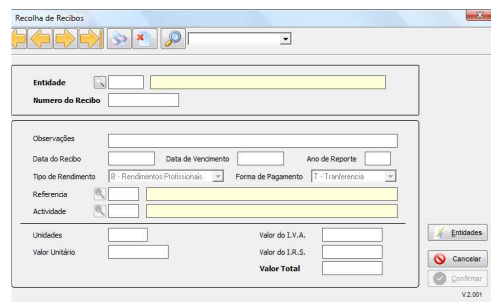 Recolha de Recibos
Entidade
Numero do Recibo
Observações
Data do Recibo Data de Vencimento Ano de Reporte
Tipo de Rendimento B - Rendimentos Profissionais Forma de Pagamento T - Tranferencia
Referencia
Actividade
Unidades Valor do I.V.A.
Valor Unitário Valor do I.R.S.
Valor Total
Entidades
Cancelar
Confirmar
V.2.001